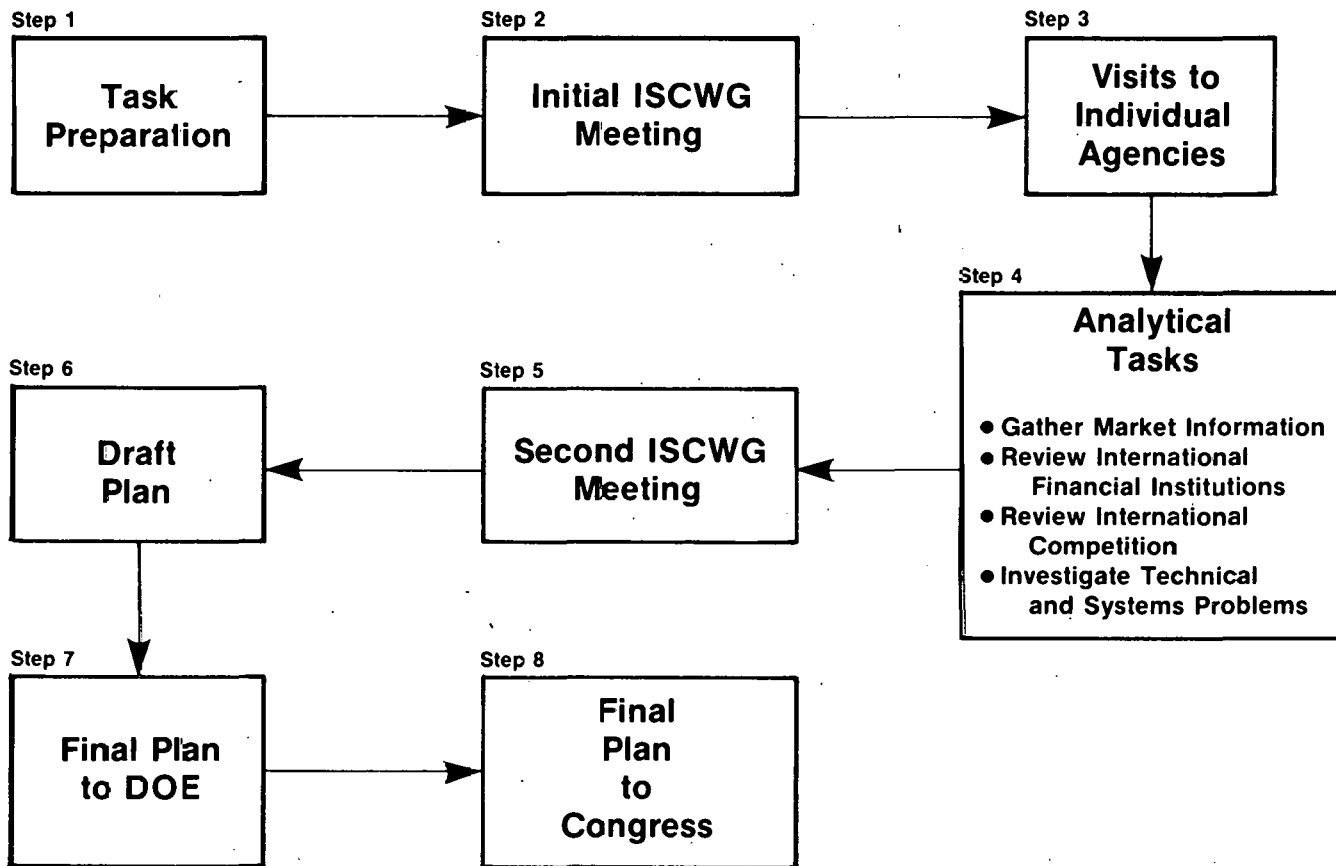 Step 1
Task
Preparation
Step 2
Initial ISCWG
Meeting
Step 3
Visits to
Individual
Agencies
Step 4
Analytical
Tasks
● Gather Market Information
● Review International
Financial Institutions
● Review International
Competition
● Investigate Technical
and Systems Problems
Step 5
Second ISCWG
Meeting
Step 6
Draft
Plan
Step 7
Final Plan
to DOE
Step 8
Final
Plan
to
Congress